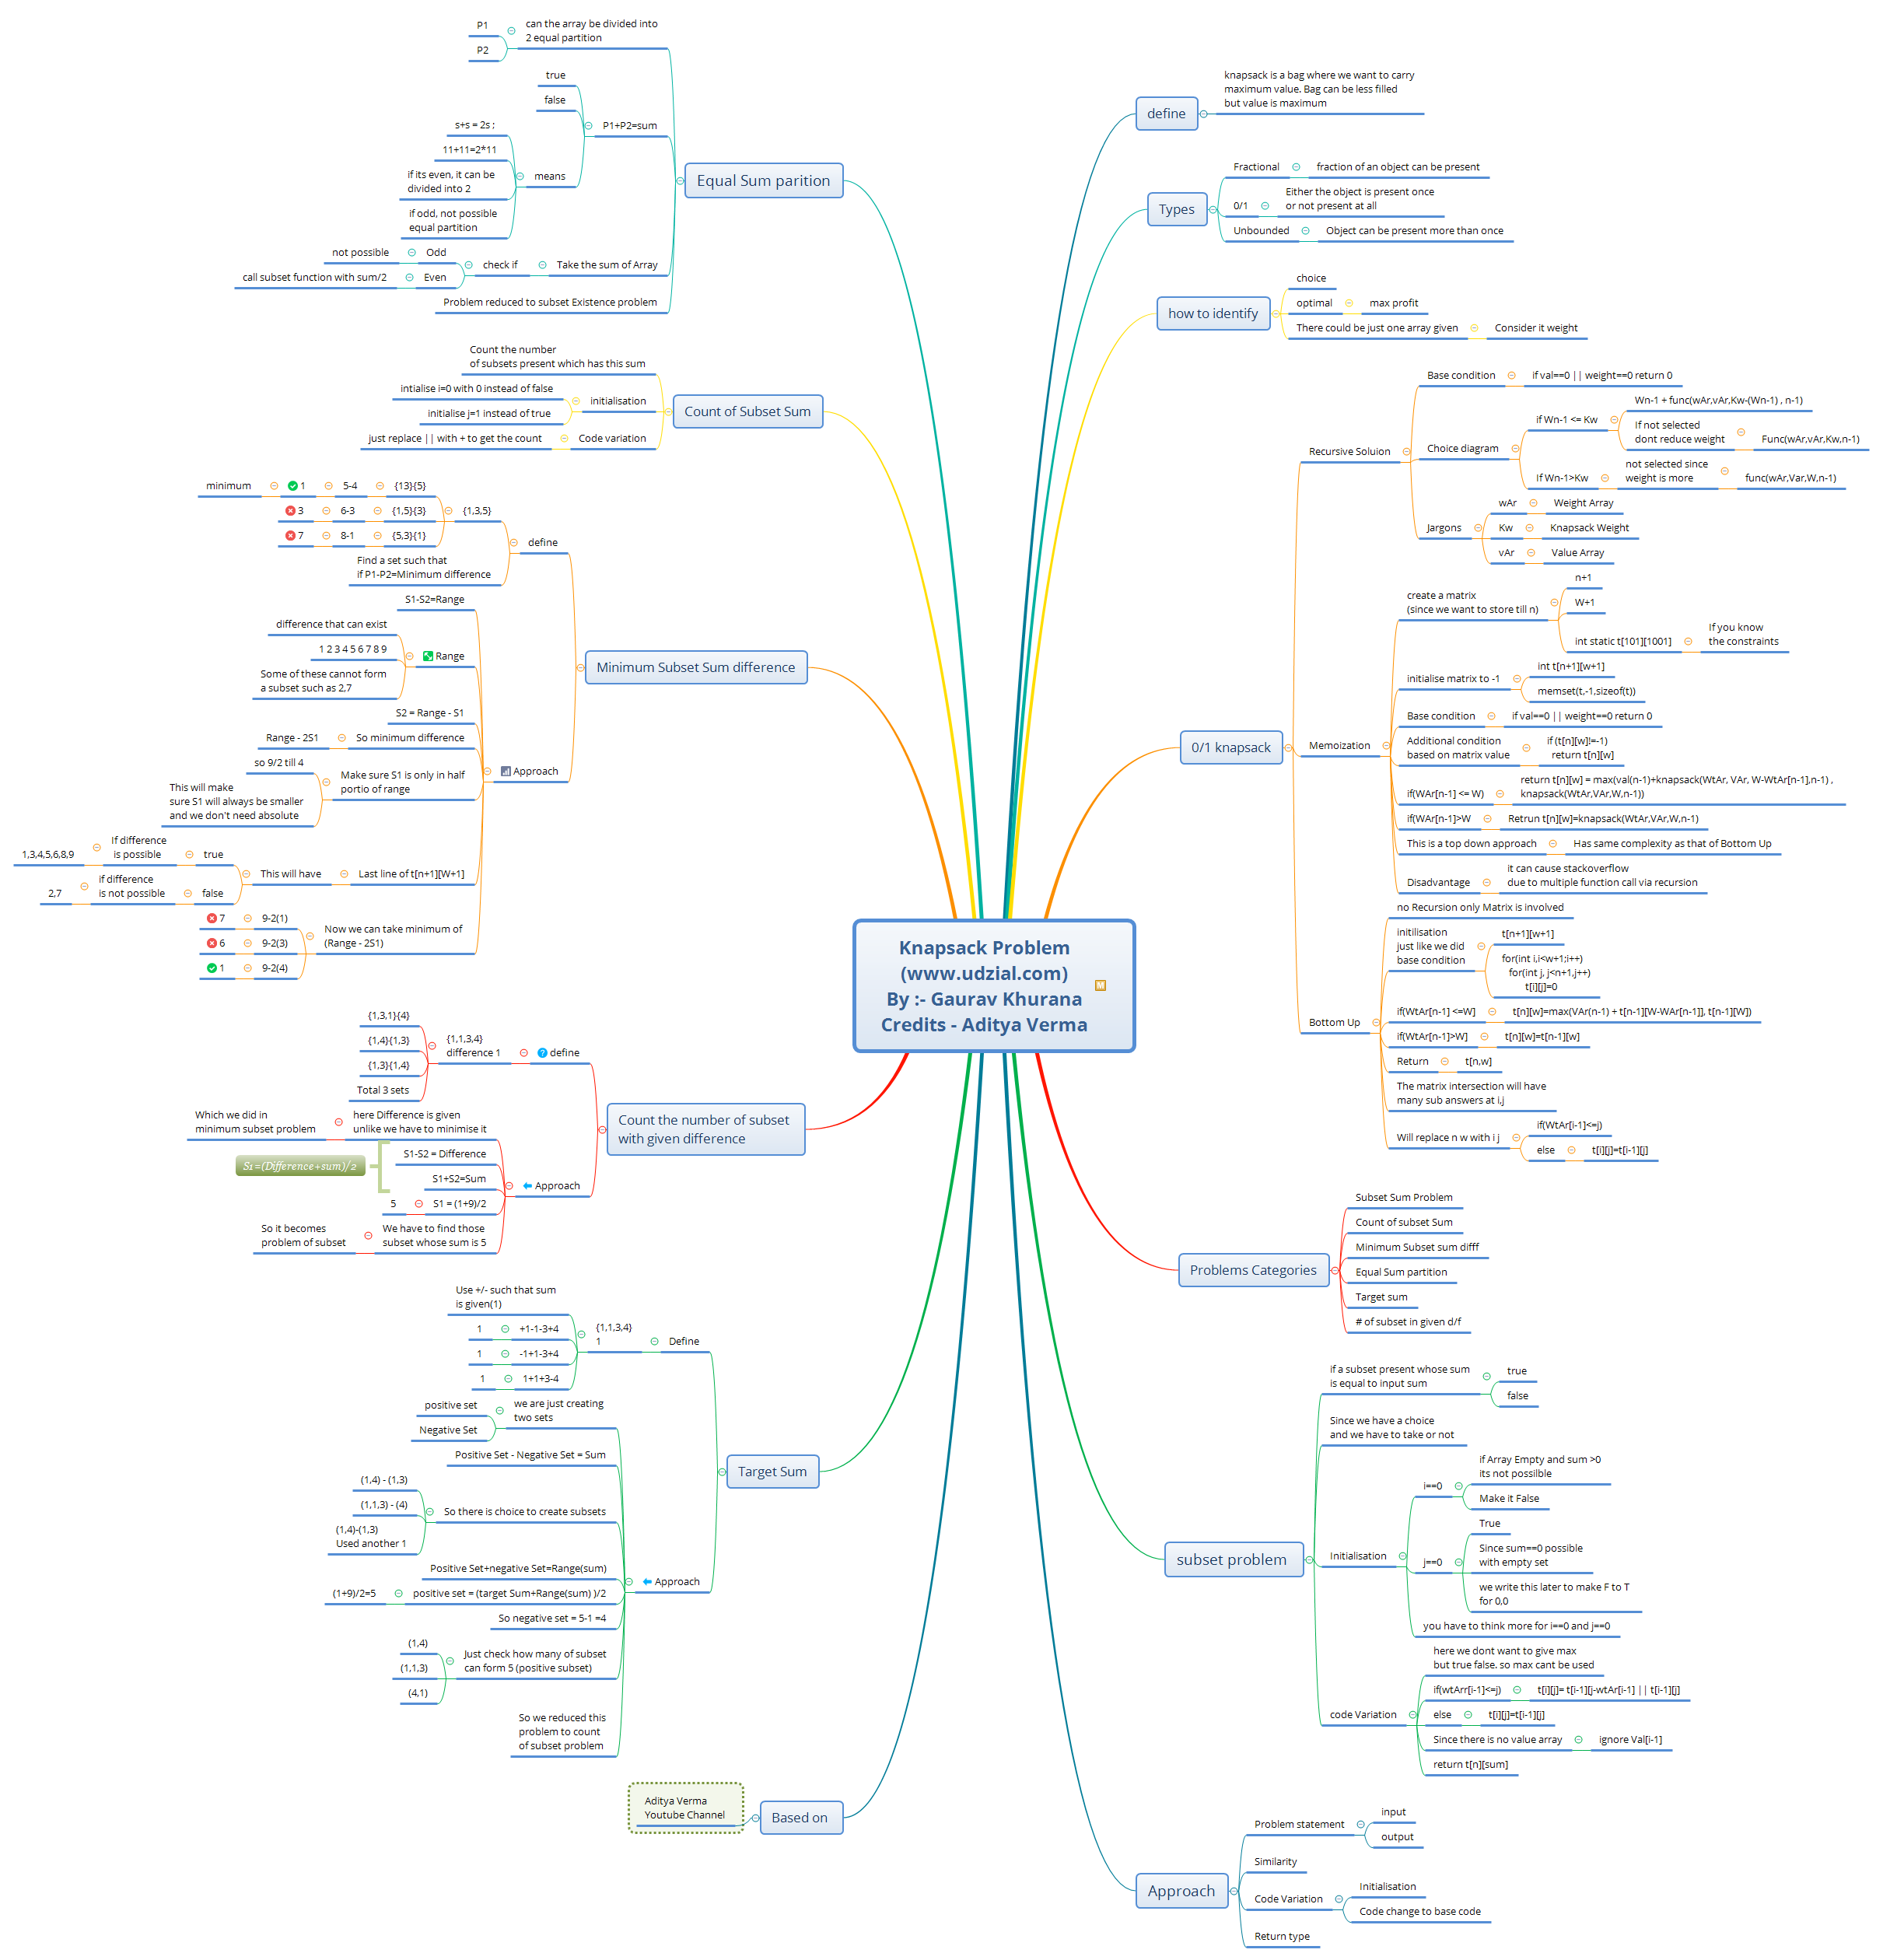 Knapsack Problem
(www.udzial.com)
By :- Gaurav Khurana
Credits - Aditya Verma
M
define
knapsack is a bag where we want to carry
maximum value. Bag can be less filled
but value is maximum
Types
Fractional
fraction of an object can be present
0/1
Either the object is present once
or not present at all
Unbounded
Object can be present more than once
how to identify
choice
optimal
max profit
There could be just one array given
Consider it weight
0/1 knapsack
Recursive Soluion
Base condition
if val==0 || weight==0 return 0
Choice diagram
if Wn-1 <= Kw
Wn-1 + func(wAr,vAr,Kw-(Wn-1) , n-1)
If not selected
dont reduce weight
Func(wAr,vAr,Kw,n-1)
If Wn-1>Kw
not selected since
weight is more
func(wAr,Var,W,n-1)
Jargons
wAr
Weight Array
Kw
Knapsack Weight
vAr
Value Array
Memoization
create a matrix
(since we want to store till n)
n+1
W+1
int static t[101][1001]
If you know
the constraints
initialise matrix to -1
int t[n+1][w+1]
memset(t,-1,sizeof(t))
Base condition
if val==0 || weight==0 return 0
Additional condition
based on matrix value
if (t[n][w]!=-1)
return t[n][w]
if(WAr[n-1] <= W)
return t[n][w] = max(val(n-1)+knapsack(WtAr, VAr, W-WtAr[n-1],n-1) ,
knapsack(WtAr,VAr,W,n-1))
if(WAr[n-1]>W
Retrun t[n][w]=knapsack(WtAr,VAr,W,n-1)
This is a top down approach
Has same complexity as that of Bottom Up
Disadvantage
it can cause stackoverflow
due to multiple function call via recursion
Bottom Up
no Recursion only Matrix is involved
initilisation
just like we did
base condition
t[n+1][w+1]
for(int i,i<w+1;i++)
for(int j, j<n+1,j++)
t[i][j]=0
if(WtAr[n-1] <=W]
t[n][w]=max(VAr(n-1) + t[n-1][W-WAr[n-1]], t[n-1][W])
if(WtAr[n-1]>W]
t[n][w]=t[n-1][w]
Return
t[n,w]
The matrix intersection will have
many sub answers at i,j
Will replace n w with i j
if(WtAr[i-1]<=j)
else
t[i][j]=t[i-1][j]
Problems Categories
Subset Sum Problem
Count of subset Sum
Minimum Subset sum difff
Equal Sum partition
Target sum
# of subset in given d/f
subset problem
if a subset present whose sum
is equal to input sum
true
false
Since we have a choice
and we have to take or not
Initialisation
i==0
if Array Empty and sum >0
its not possilble
Make it False
j==0
True
Since sum==0 possible
with empty set
we write this later to make F to T
for 0,0
you have to think more for i==0 and j==0
code Variation
here we dont want to give max
but true false. so max cant be used
if(wtArr[i-1]<=j)
t[i][j]= t[i-1][j-wtAr[i-1] || t[i-1][j]
else
t[i][j]=t[i-1][j]
Since there is no value array
ignore Val[i-1]
return t[n][sum]
Approach
Problem statement
input
output
Similarity
Code Variation
Initialisation
Code change to base code
Return type
Equal Sum parition
can the array be divided into
2 equal partition
P1
P2
P1+P2=sum
true
false
means
s+s = 2s ;
11+11=2*11
if its even, it can be
divided into 2
if odd, not possible
equal partition
Take the sum of Array
check if
Odd
not possible
Even
call subset function with sum/2
Problem reduced to subset Existence problem
Count of Subset Sum
Count the number
of subsets present which has this sum
initialisation
intialise i=0 with 0 instead of false
initialise j=1 instead of true
Code variation
just replace || with + to get the count
Minimum Subset Sum difference
define
{1,3,5}
{13}{5}
5-4
1
minimum
{1,5}{3}
6-3
3
{5,3}{1}
8-1
7
Find a set such that
if P1-P2=Minimum difference
Approach
S1-S2=Range
Range
difference that can exist
1 2 3 4 5 6 7 8 9
Some of these cannot form
a subset such as 2,7
S2 = Range - S1
So minimum difference
Range - 2S1
Make sure S1 is only in half
portio of range
so 9/2 till 4
This will make
sure S1 will always be smaller
and we don't need absolute
Last line of t[n+1][W+1]
This will have
true
If difference
is possible
1,3,4,5,6,8,9
false
if difference
is not possible
2,7
Now we can take minimum of
(Range - 2S1)
9-2(1)
7
9-2(3)
6
9-2(4)
1
Count the number of subset
with given difference
define
{1,1,3,4}
difference 1
{1,3,1}{4}
{1,4}{1,3}
{1,3}{1,4}
Total 3 sets
Approach
here Difference is given
unlike we have to minimise it
Which we did in
minimum subset problem
S1-S2 = Difference
S1+S2=Sum
S1=(Difference+sum)/2
S1 = (1+9)/2
5
We have to find those
subset whose sum is 5
So it becomes
problem of subset
Target Sum
Define
{1,1,3,4}
1
Use +/- such that sum
is given(1)
+1-1-3+4
1
-1+1-3+4
1
1+1+3-4
1
Approach
we are just creating
two sets
positive set
Negative Set
Positive Set - Negative Set = Sum
So there is choice to create subsets
(1,4) - (1,3)
(1,1,3) - (4)
(1,4)-(1,3)
Used another 1
Positive Set+negative Set=Range(sum)
positive set = (target Sum+Range(sum) )/2
(1+9)/2=5
So negative set = 5-1 =4
Just check how many of subset
can form 5 (positive subset)
(1,4)
(1,1,3)
(4,1)
So we reduced this
problem to count
of subset problem
Based on
Aditya Verma
Youtube Channel